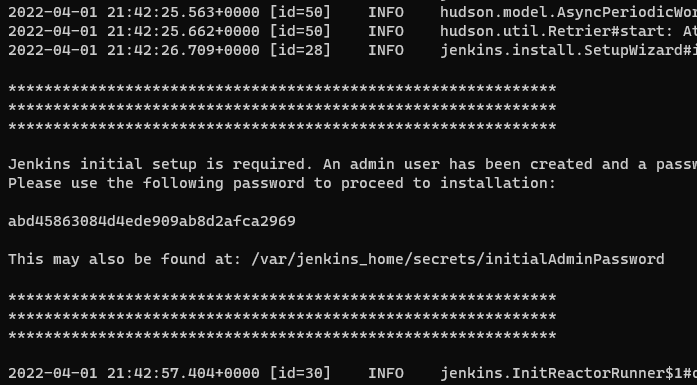 2022-04-01 21:42:25.563+0000 [id=50] INFO hudson.model.AsyncPeriodicWor
2022-04-01 21:42:25.662+0000 [id=50] INFO hudson.util.Retrier#start: At
2022-04-01 21:42:26.709+0000 [id=28] INFO jenkins.install.SetupWizard#i
*************************************************************
*************************************************************
*************************************************************
Jenkins initial setup is required. An admin user has been created and a passw
Please use the following password to proceed to installation:
abd45863084d4ede909ab8d2afca2969
This may also be found at: /var/jenkins_home/secrets/initialAdminPassword
*************************************************************
*************************************************************
*************************************************************
2022-04-01 21:42:57.404+0000 [id=30] INFO jenkins.InitReactorRunner$1#o